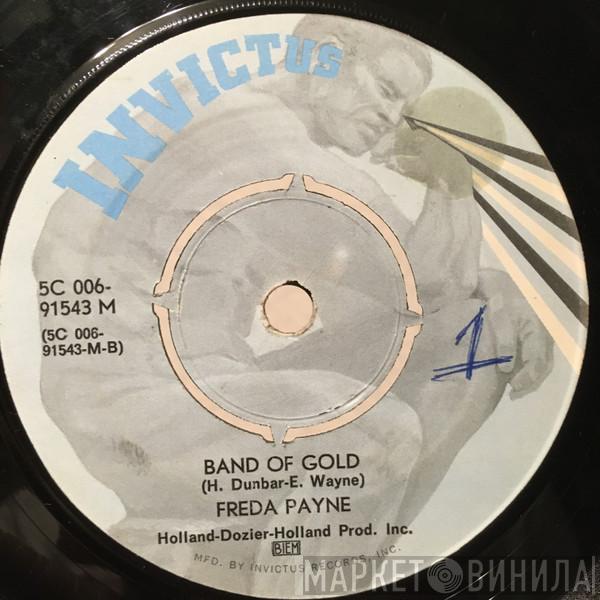 INVICTUS
5C 006-
91543 M
(5C 006-
91543-M-B)
1
BAND OF GOLD
(H. Dunbar-E. Wayne)
FREDA PAYNE
Holland-Dozier-Holland Prod. Inc.
BIEM
MFD. BY INVICTUS RECORDS, INC.
МАРКЕТ ВИНИЛА